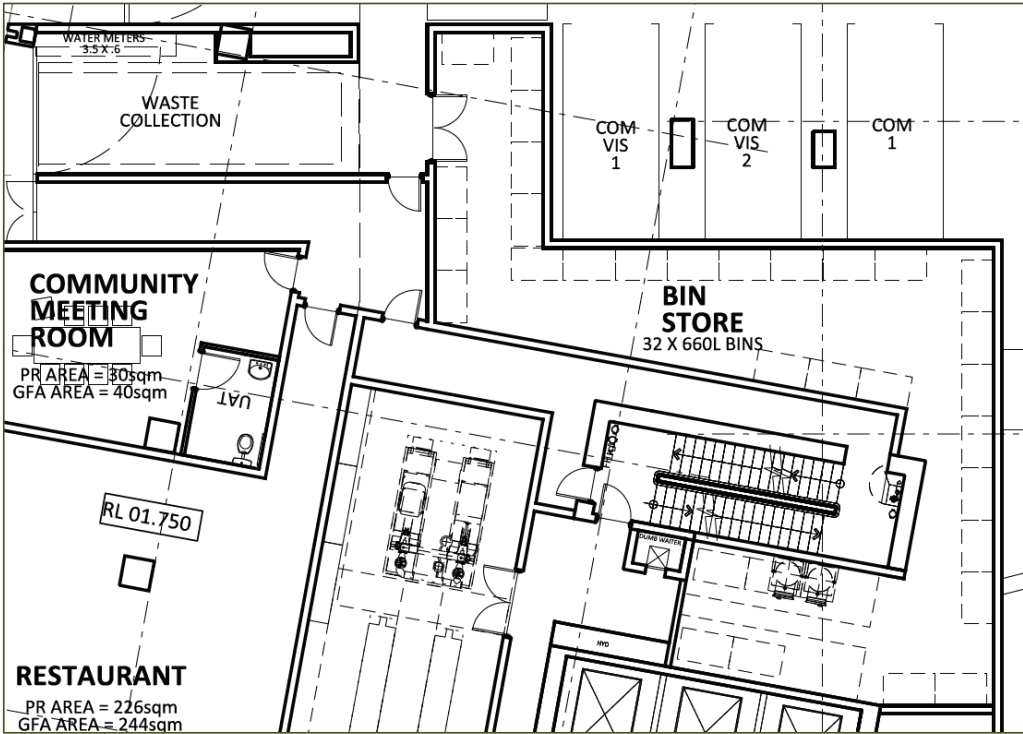 WATER METERS
3.5 X .6
WASTE
COLLECTION
COM
VIS
1
COM
VIS
2
COM
1
COMMUNITY
MEETING
ROOM
PR AREA = 30sqm
GFA AREA = 40sqm
UAT
BIN
STORE
32 X 660L BINS
RL 01.750
DUMB WAITER
HYD
RESTAURANT
PR AREA = 226sqm
GFA AREA = 244sqm